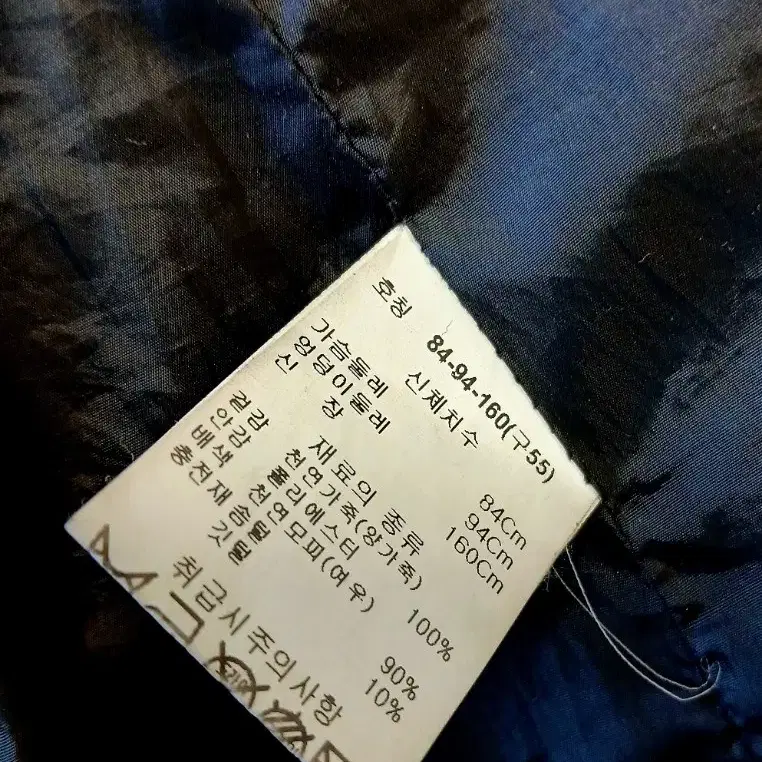 호칭 84-94-160(구55)
신체치수
가슴둘레 84Cm
엉덩이둘레 94Cm
신 장 160Cm
재료의 종류
겉감 천연가죽(양가죽)
안감 폴리에스터 100%
배색 천연모피(여우)
충전재 솜털 90%
깃털 10%
취급시주의사항
드라이